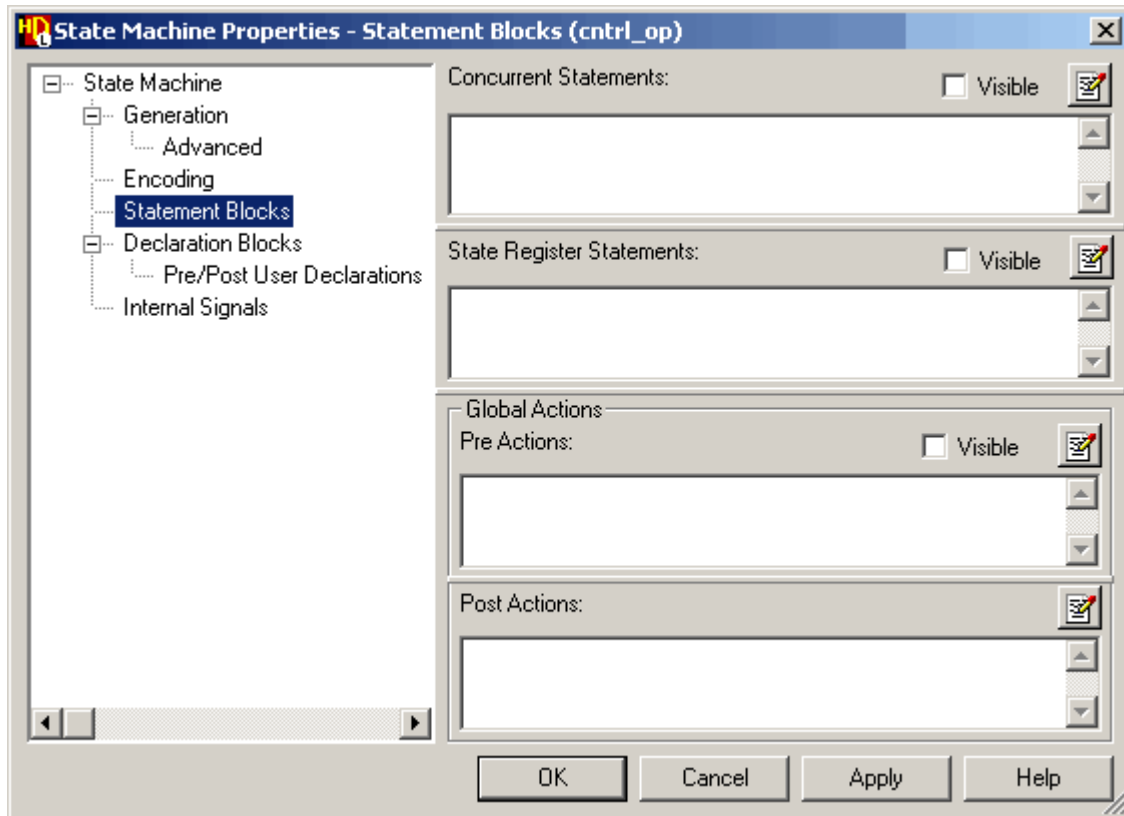 State Machine Properties - Statement Blocks (cntrl_op)
State Machine
Generation
Advanced
Encoding
Statement Blocks
Declaration Blocks
Pre/Post User Declarations
Internal Signals
Concurrent Statements:
Visible
State Register Statements:
Visible
Global Actions
Pre Actions:
Visible
Post Actions:
OK
Cancel
Apply
Help